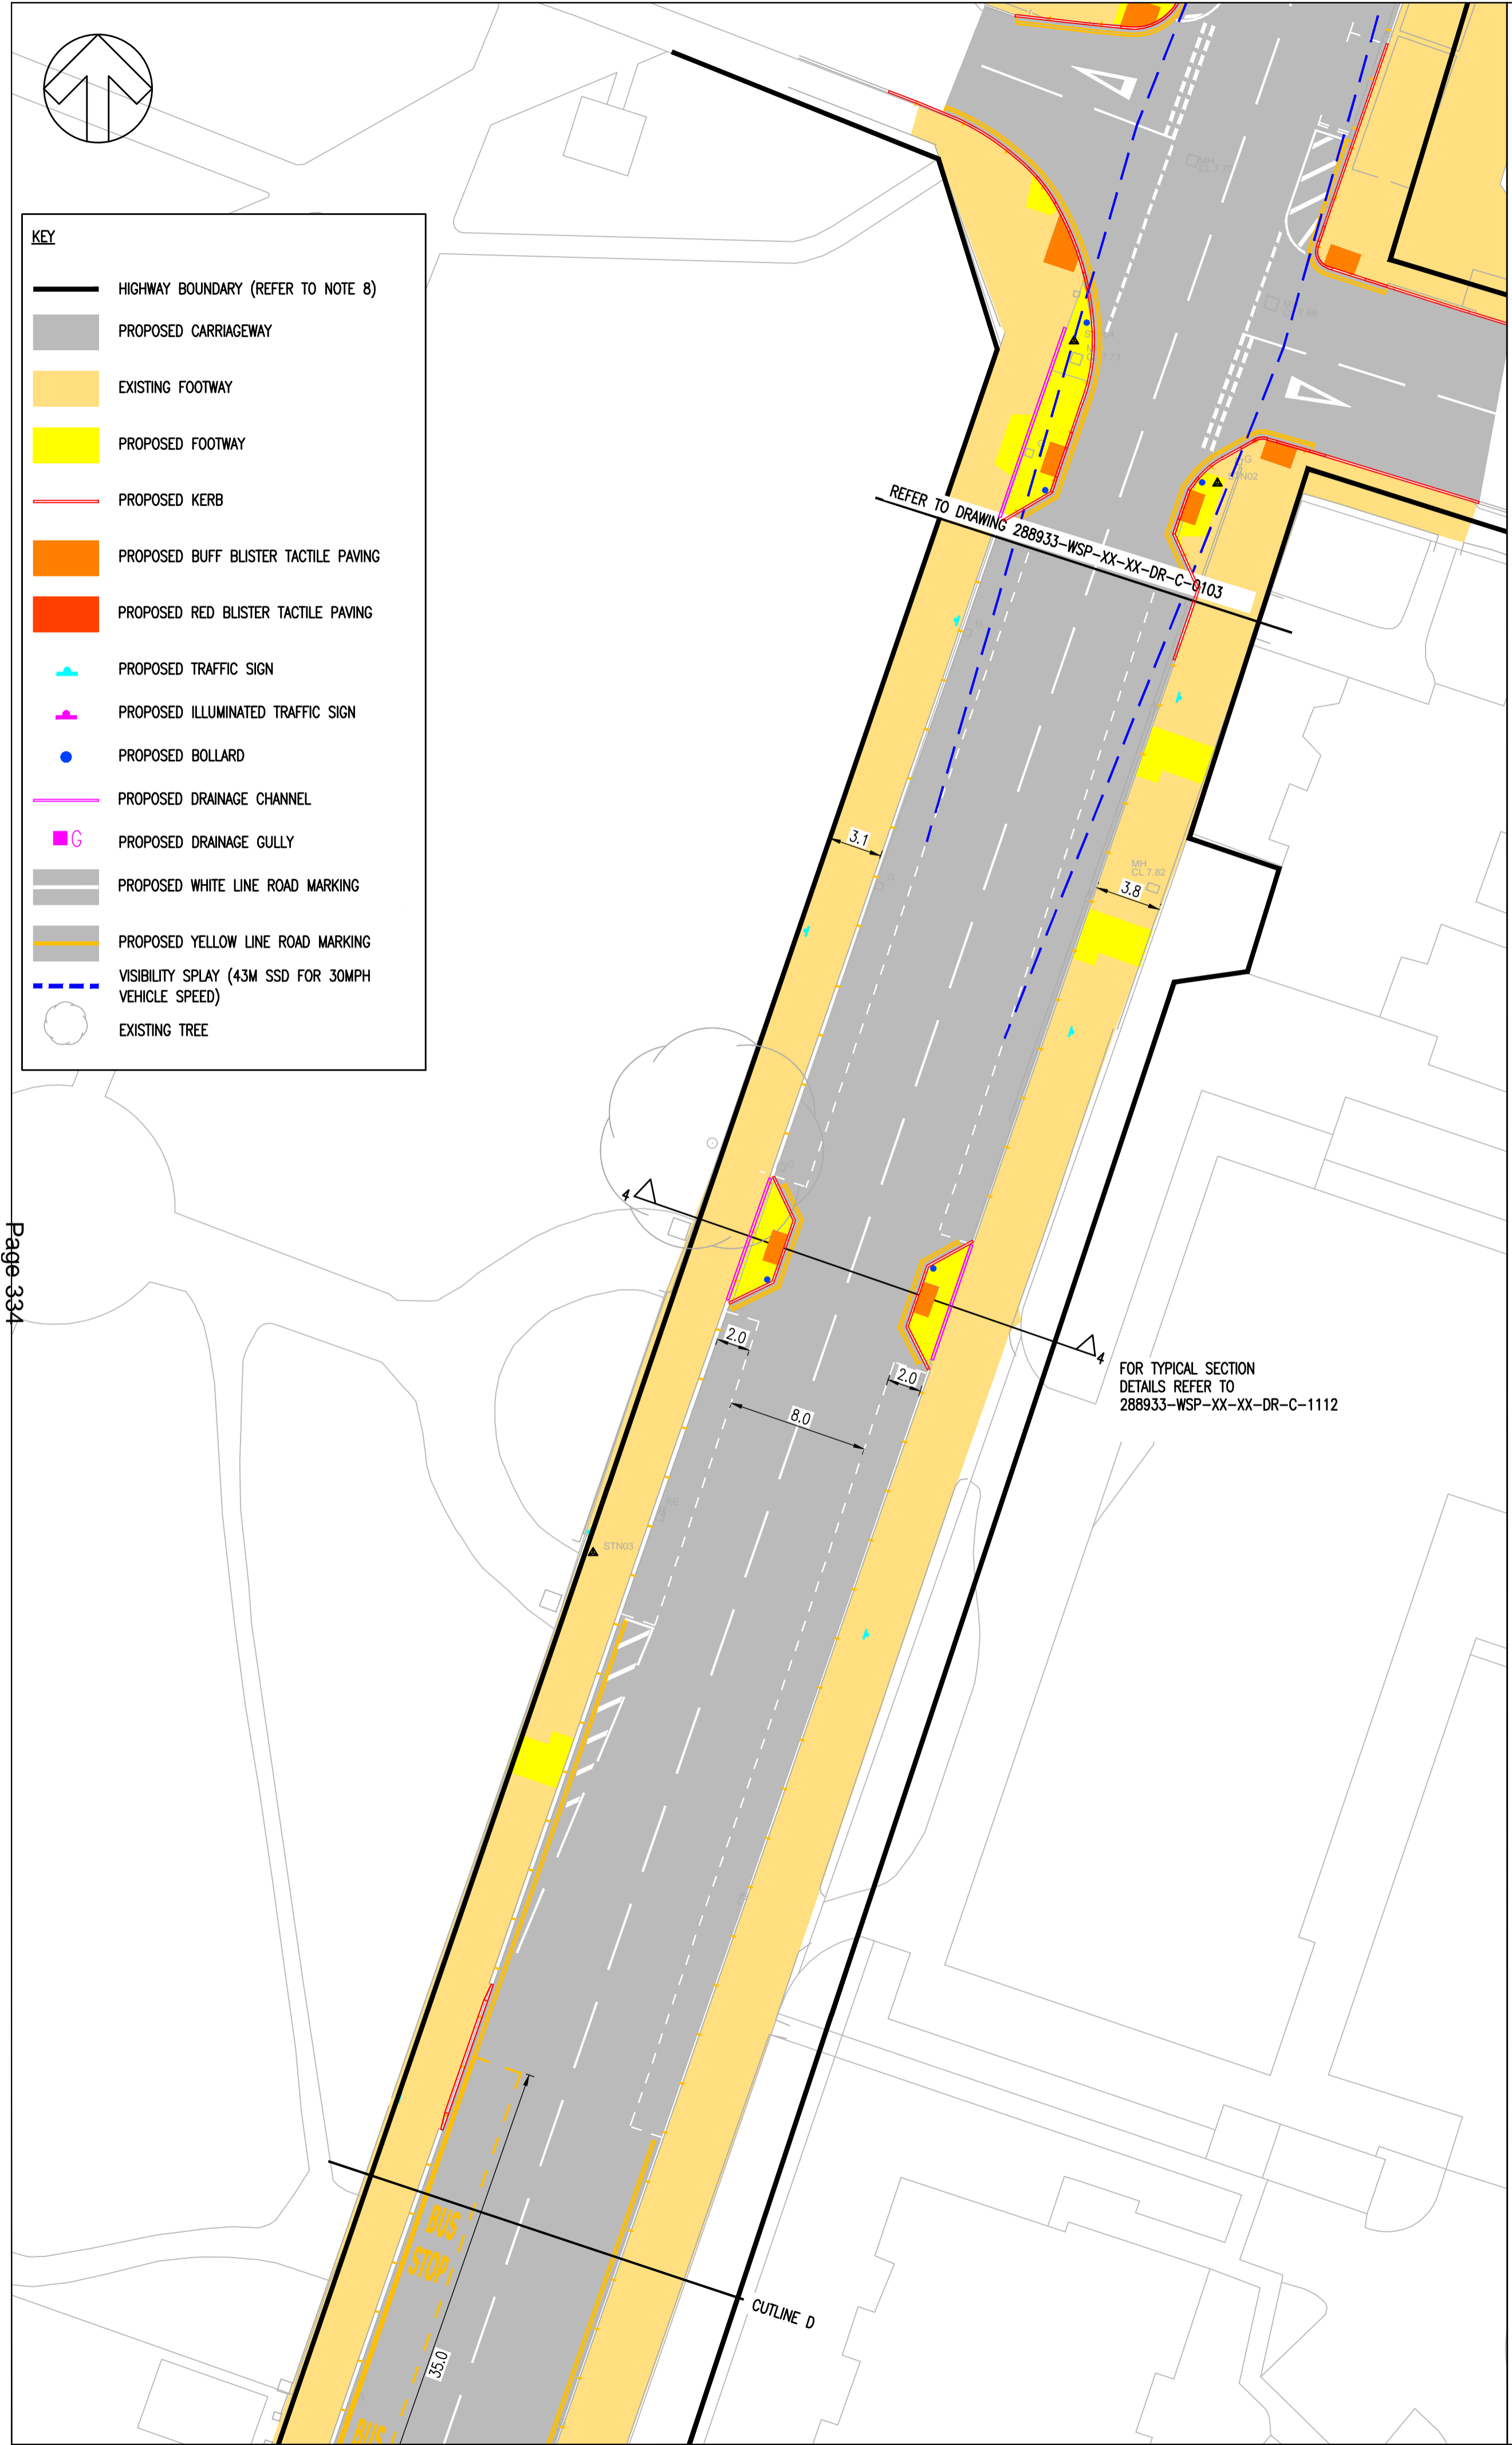 KEY
HIGHWAY BOUNDARY (REFER TO NOTE 8)
PROPOSED CARRIAGEWAY
EXISTING FOOTWAY
PROPOSED FOOTWAY
PROPOSED KERB
PROPOSED BUFF BLISTER TACTILE PAVING
PROPOSED RED BLISTER TACTILE PAVING
PROPOSED TRAFFIC SIGN
PROPOSED ILLUMINATED TRAFFIC SIGN
PROPOSED BOLLARD
PROPOSED DRAINAGE CHANNEL
G
PROPOSED DRAINAGE GULLY
PROPOSED WHITE LINE ROAD MARKING
PROPOSED YELLOW LINE ROAD MARKING
VISIBILITY SPLAY (43M SSD FOR 30MPH
VEHICLE SPEED)
EXISTING TREE
MH
G
STN02
REFER TO DRAWING 288933-WSP-XX-XX-DR-C-0103
G
3.1
G
MH
CL 7.82
3.8
G
4
4
2.0
2.0
8.0
FOR TYPICAL SECTION
DETAILS REFER TO
288933-WSP-XX-XX-DR-C-1112
STN03
BUS
STOP
CUTLINE D
35.0
BUS
Page 334